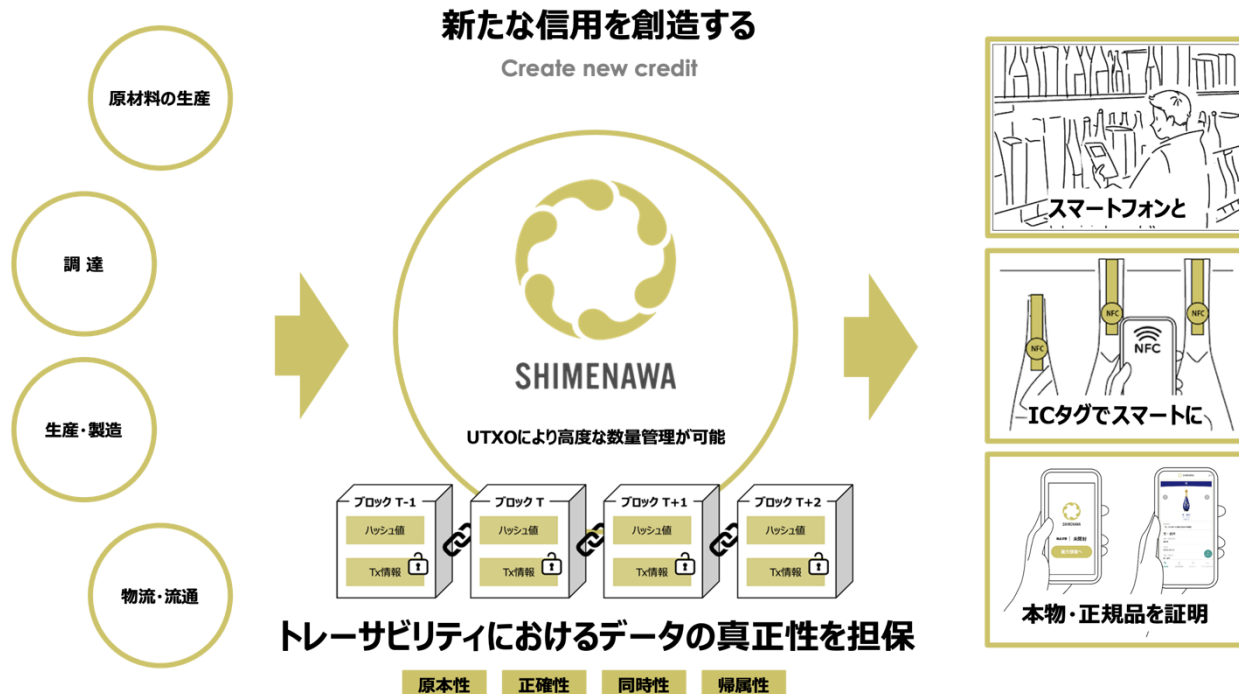 新たな信用を創造する
Create new credit
原材料の生産
調 達
生産・製造
物流・流通
SHIMENAWA
UTXOにより高度な数量管理が可能
ブロック T-1
ハッシュ値
Tx情報
ブロック T
ハッシュ値
Tx情報
ブロック T+1
ハッシュ値
Tx情報
ブロック T+2
ハッシュ値
Tx情報
トレーサビリティにおけるデータの真正性を担保
原本性
正確性
同時性
帰属性
スマートフォンと
NFC
NFC
NFC
NFC
ICタグでスマートに
SHIMENAWA
未開封
本物・正規品を証明